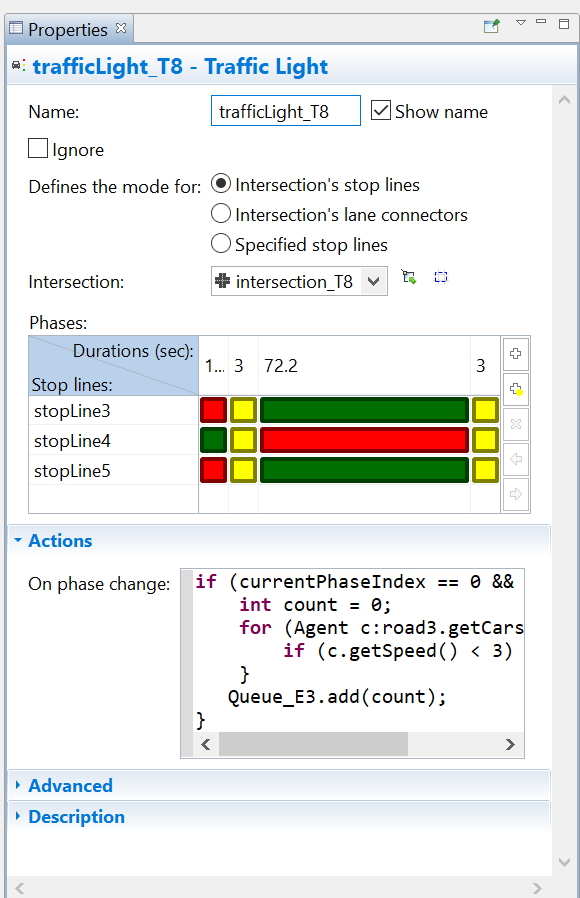 Properties
trafficLight_T8 - Traffic Light
Name: trafficLight_T8 Show name
Ignore
Defines the mode for: Intersection's stop lines
Intersection's lane connectors
Specified stop lines
Intersection: intersection_T8
Phases:
Durations (sec): 1... 3 72.2 3
Stop lines:
stopLine3
stopLine4
stopLine5
Actions
On phase change: if (currentPhaseIndex == 0 &&
int count = 0;
for (Agent c:road3.getCars
if (c.getSpeed() < 3)
}
Queue_E3.add(count);
}
Advanced
Description